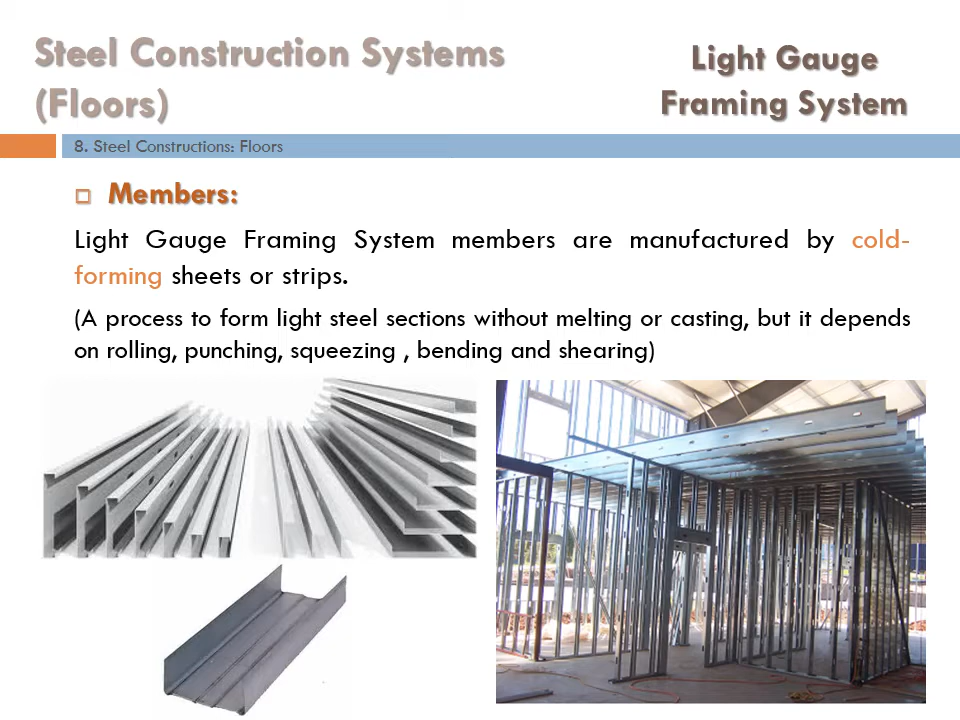 Steel Construction Systems
(Floors)
Light Gauge
Framing System
8. Steel Constructions: Floors
Members:
Light Gauge Framing System members are manufactured by cold-
forming sheets or strips.
(A process to form light steel sections without melting or casting, but it depends
on rolling, punching, squeezing , bending and shearing)